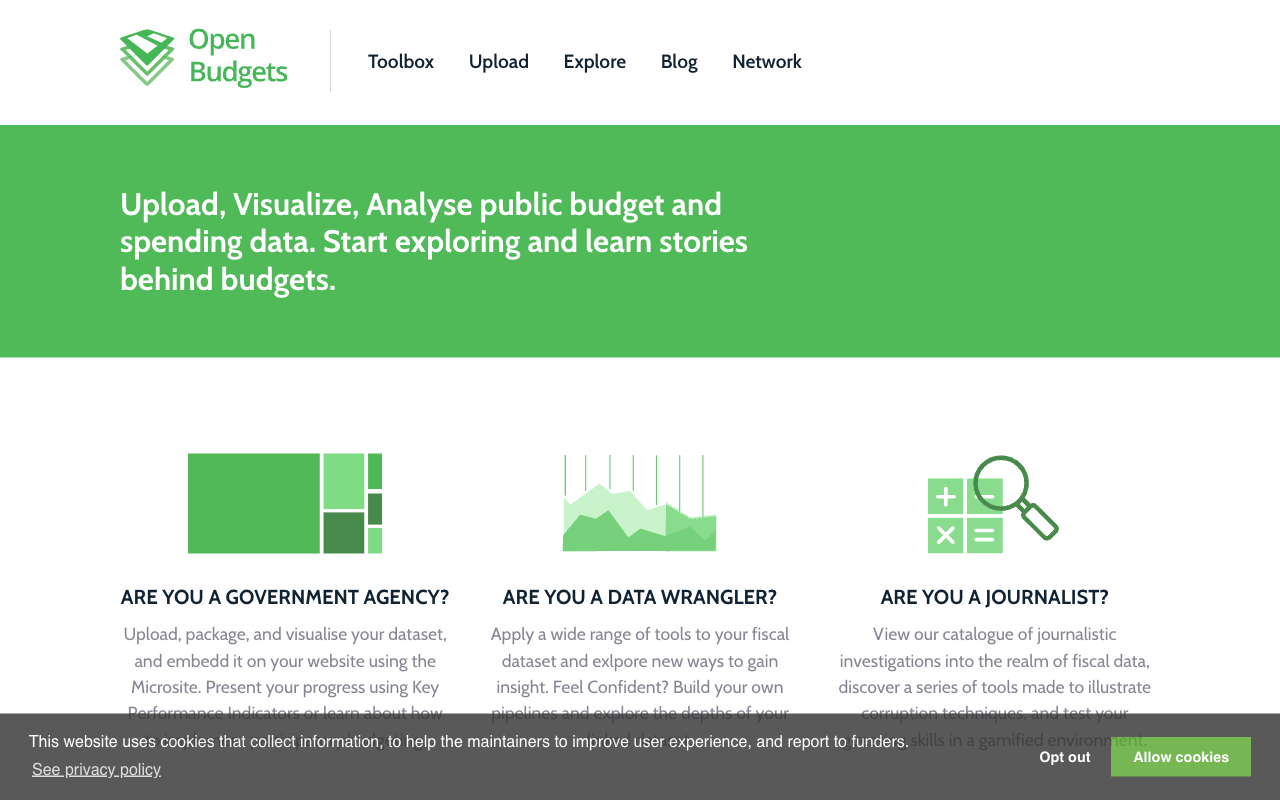 Open
Budgets
Toolbox Upload Explore Blog Network
Upload, Visualize, Analyse public budget and
spending data. Start exploring and learn stories
behind budgets.
ARE YOU A GOVERNMENT AGENCY?
Upload, package, and visualise your dataset,
and embedd it on your website using the
Microsite. Present your progress using Key
Performance Indicators or learn about how
ARE YOU A DATA WRANGLER?
Apply a wide range of tools to your fiscal
dataset and exlpore new ways to gain
insight. Feel Confident? Build your own
pipelines and explore the depths of your
ARE YOU A JOURNALIST?
View our catalogue of journalistic
investigations into the realm of fiscal data,
discover a series of tools made to illustrate
corruption techniques, and test your
skills in a gamified environment.
This website uses cookies that collect information, to help the maintainers to improve user experience, and report to funders.
See privacy policy
Opt out
Allow cookies